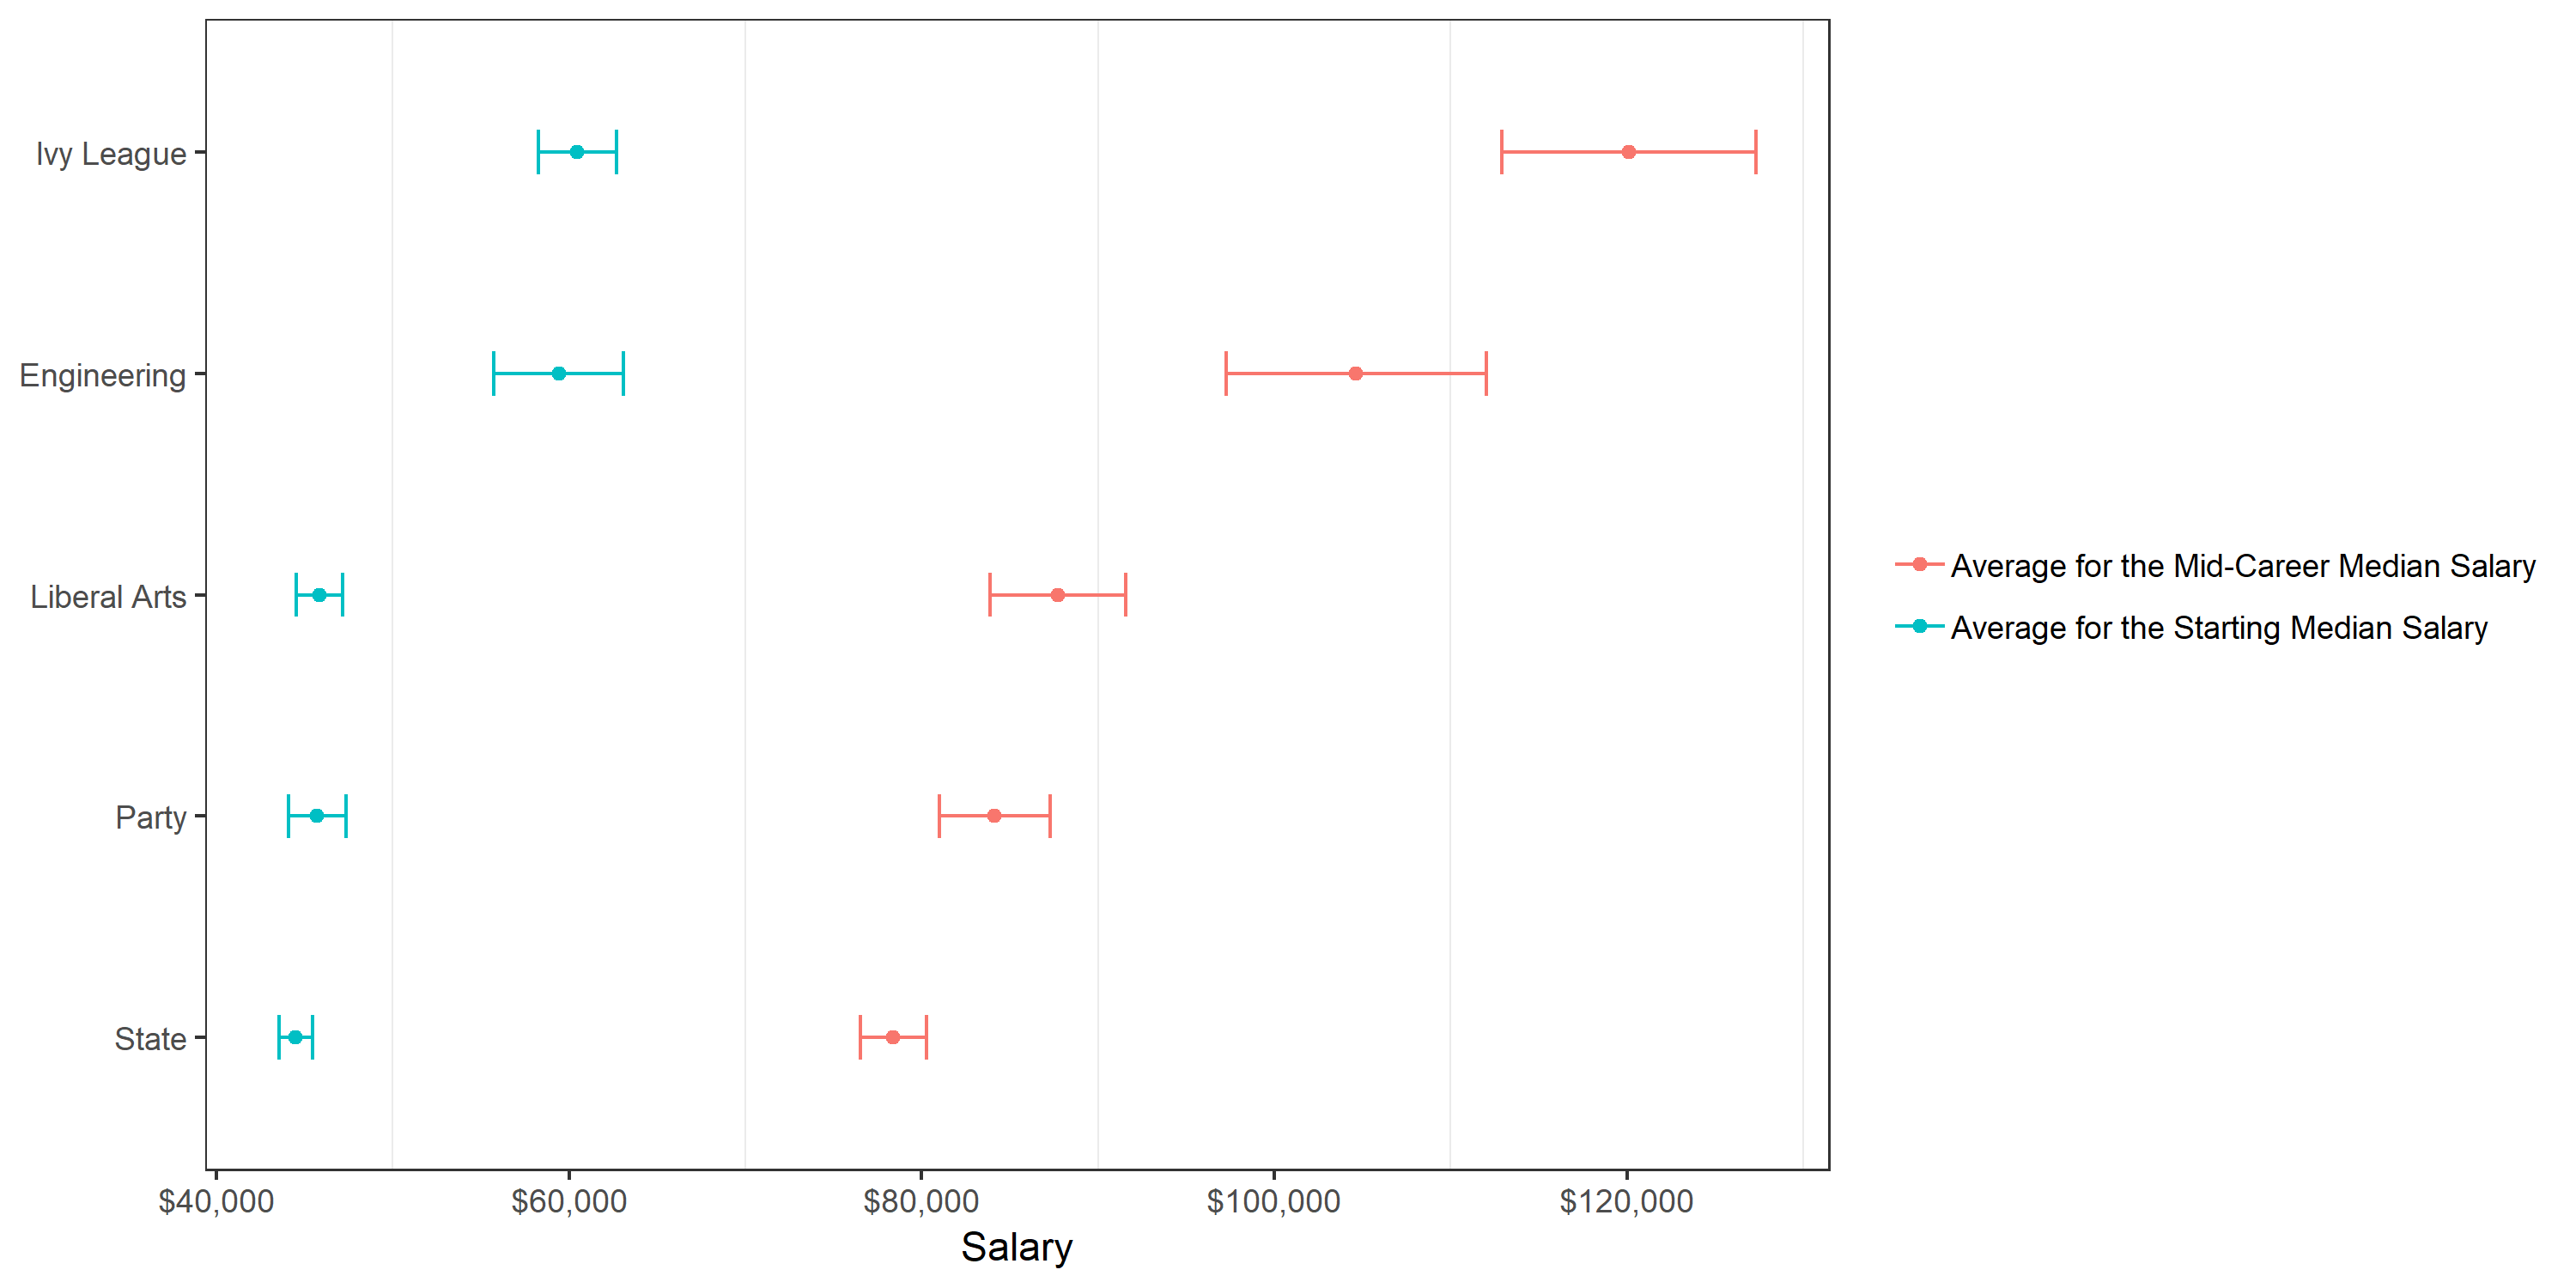 Ivy League
Engineering
Liberal Arts
Party
State
$40,000
$60,000
$80,000
$100,000
$120,000
Salary
Average for the Mid-Career Median Salary
Average for the Starting Median Salary